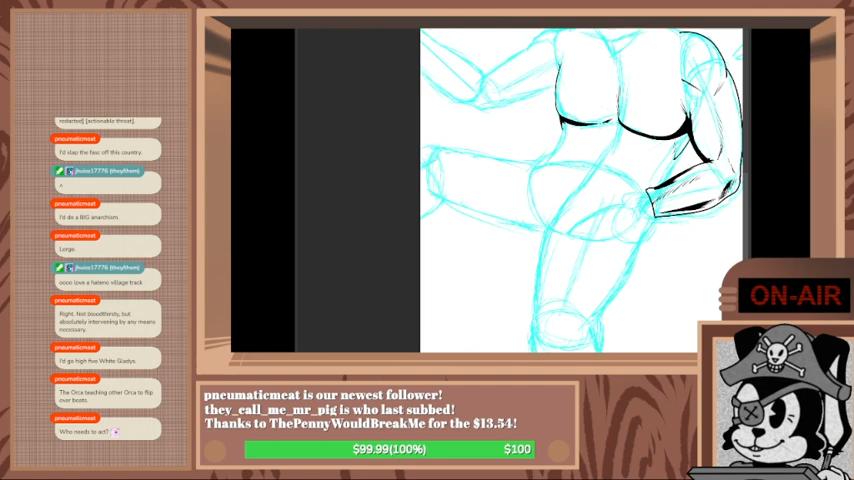 redacted] [actionable threat].
pneumaticmeat
I'd slap the fasc off this country.
jhuice17776 (they/them)
^
pneumaticmeat
I'd do a BIG anarchism.
pneumaticmeat
Lorge.
jhuice17776 (they/them)
oooo love a hateno village track
pneumaticmeat
Right. Not bloodthirsty, but
absolutely intervening by any means
necessary.
pneumaticmeat
I'd go high five White Gladys.
pneumaticmeat
The Orca teaching other Orca to flip
over boats.
pneumaticmeat
Who needs to act?
ON-AIR
pneumaticmeat is our newest follower!
they_call_me_mr_pig is who last subbed!
Thanks to ThePennyWouldBreakMe for the $13.54!
$99.99(100%) $100